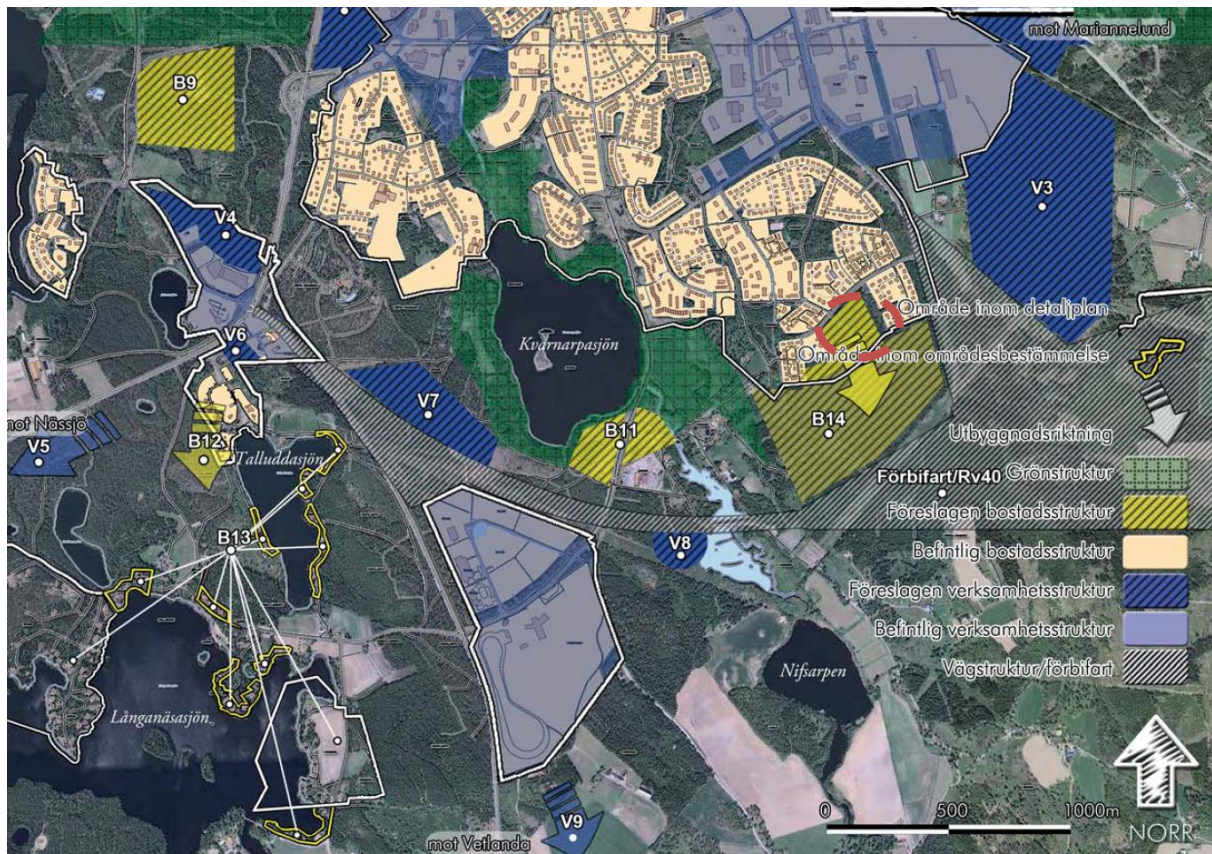 mot Mariannelund
B9
V3
V4
Område inom detaljplan
V6
Kvarnarpasjön
Område inom områdesbestämmelse
mot Nässjö
V7
B14
V5
B12
B11
Utbyggnadsriktning
Talluddasjön
Förbifart/Rv40
Grönstruktur
Föreslagen bostadsstruktur
B13
V8
Befintlig bostadsstruktur
Föreslagen verksamhetsstruktur
Befintlig verksamhetsstruktur
Nifsarpen
Vägstruktur/förbifart
Långanäsasjön
0 500 1000m
V9
mot Vetlanda
NORR